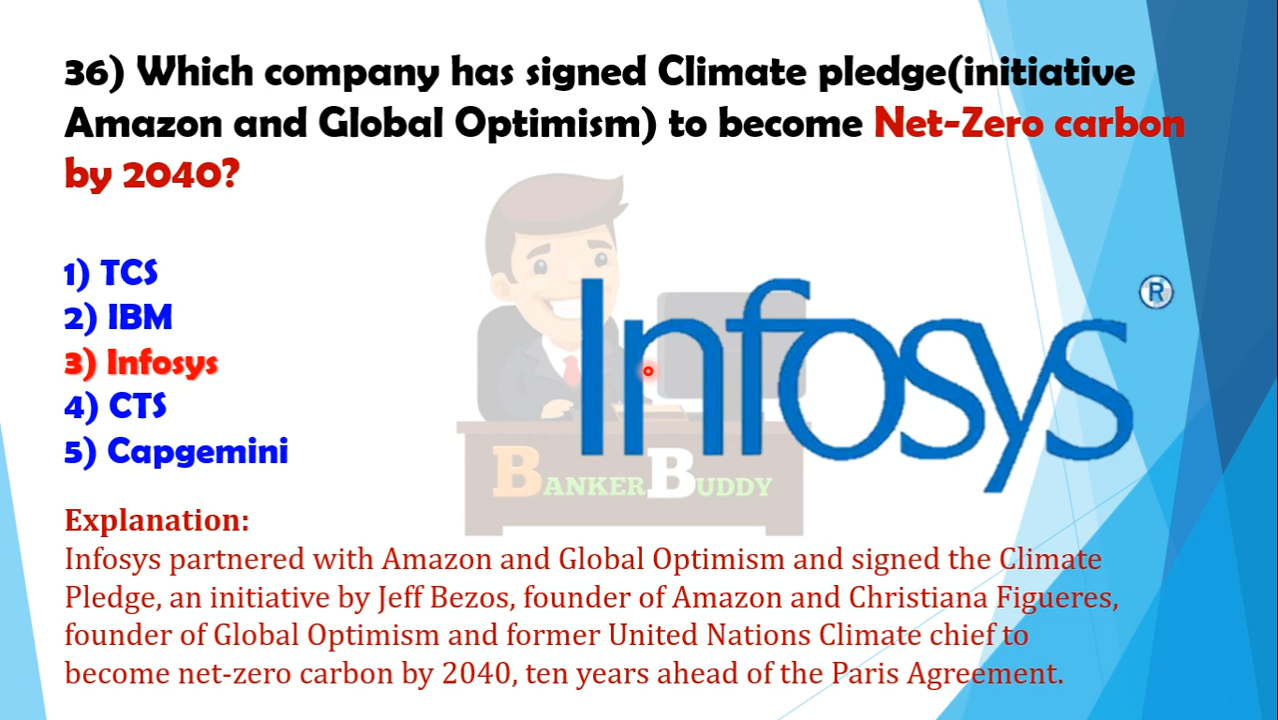 36) Which company has signed Climate pledge(initiative
Amazon and Global Optimism) to become Net-Zero carbon
by 2040?
1) TCS
2) IBM
3) Infosys
4) CTS
5) Capgemini
Infosys ®
BANKER BUDDY
Explanation:
Infosys partnered with Amazon and Global Optimism and signed the Climate
Pledge, an initiative by Jeff Bezos, founder of Amazon and Christiana Figueres,
founder of Global Optimism and former United Nations Climate chief to
become net-zero carbon by 2040, ten years ahead of the Paris Agreement.